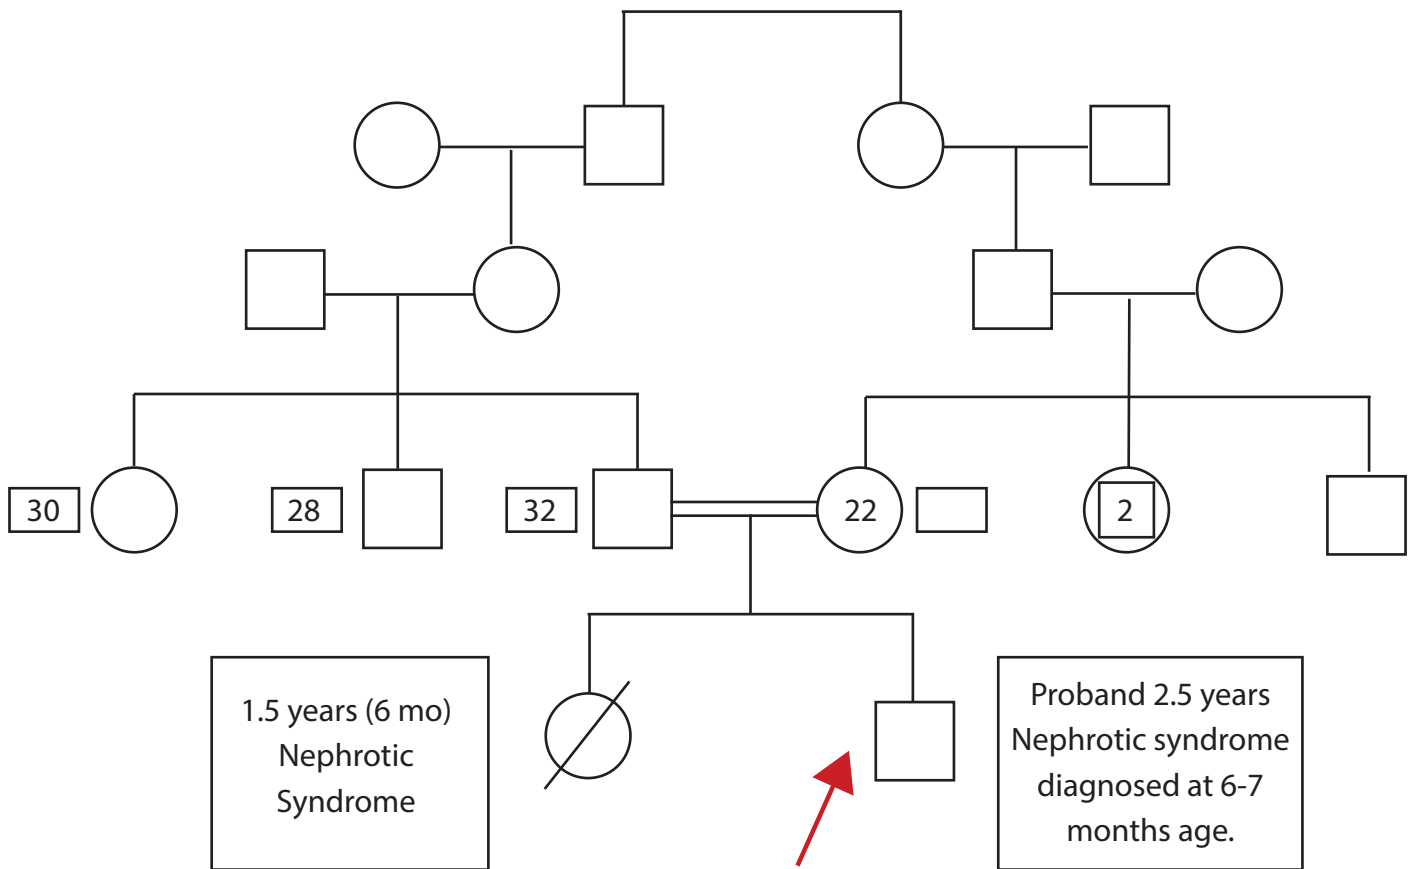 30
28
32
22
2
1.5 years (6 mo)
Nephrotic
Syndrome
Proband 2.5 years
Nephrotic syndrome
diagnosed at 6-7
months age.